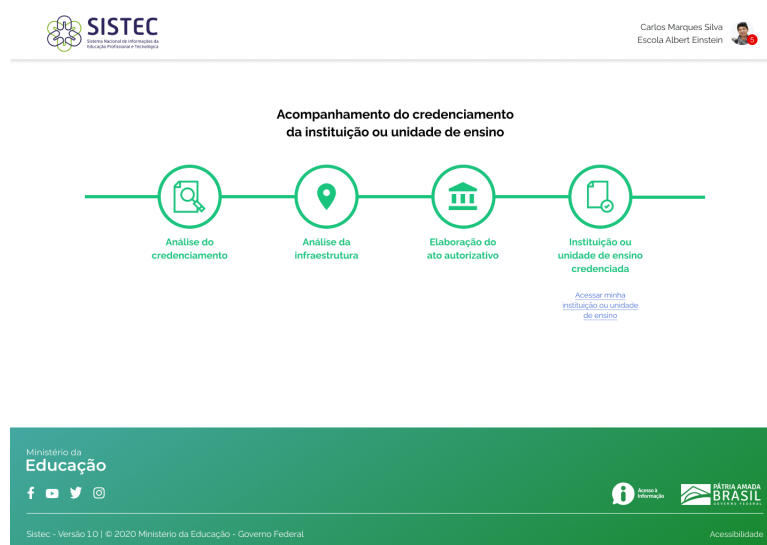 SISTEC
Sistema Nacional de Informações da
Educação Profissional e Tecnológica
Carlos Marques Silva
Escola Albert Einstein
5
Acompanhamento do credenciamento
da instituição ou unidade de ensino
Análise do
credenciamento
Análise da
infraestrutura
Elaboração do
ato autorizativo
Instituição ou
unidade de ensino
credenciada
Acessar minha
instituição ou unidade
de ensino
Ministério da
Educação
Acesso à
Informação
PÁTRIA AMADA
BRASIL
GOVERNO FEDERAL
Sistec - Versão 1.0 | © 2020 Ministério da Educação - Governo Federal
Acessibilidade